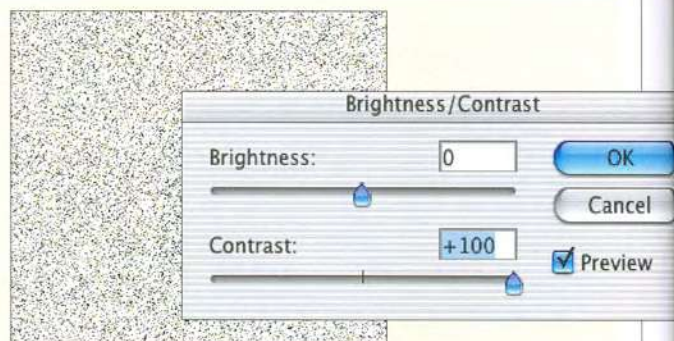 Brightness/Contrast
Brightness: 0 OK
Cancel
Contrast: +100
Preview